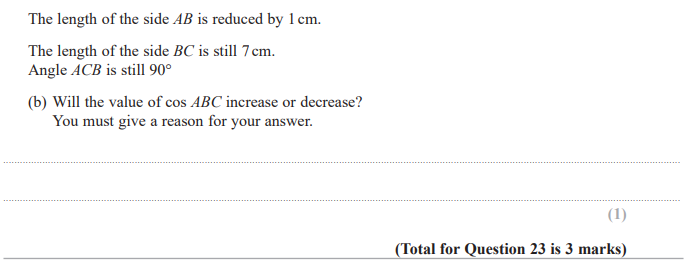 The length of the side AB is reduced by 1 cm.
The length of the side BC is still 7 cm.
Angle ACB is still 90°
(b) Will the value of cos ABC increase or decrease?
You must give a reason for your answer.
(1)
(Total for Question 23 is 3 marks)